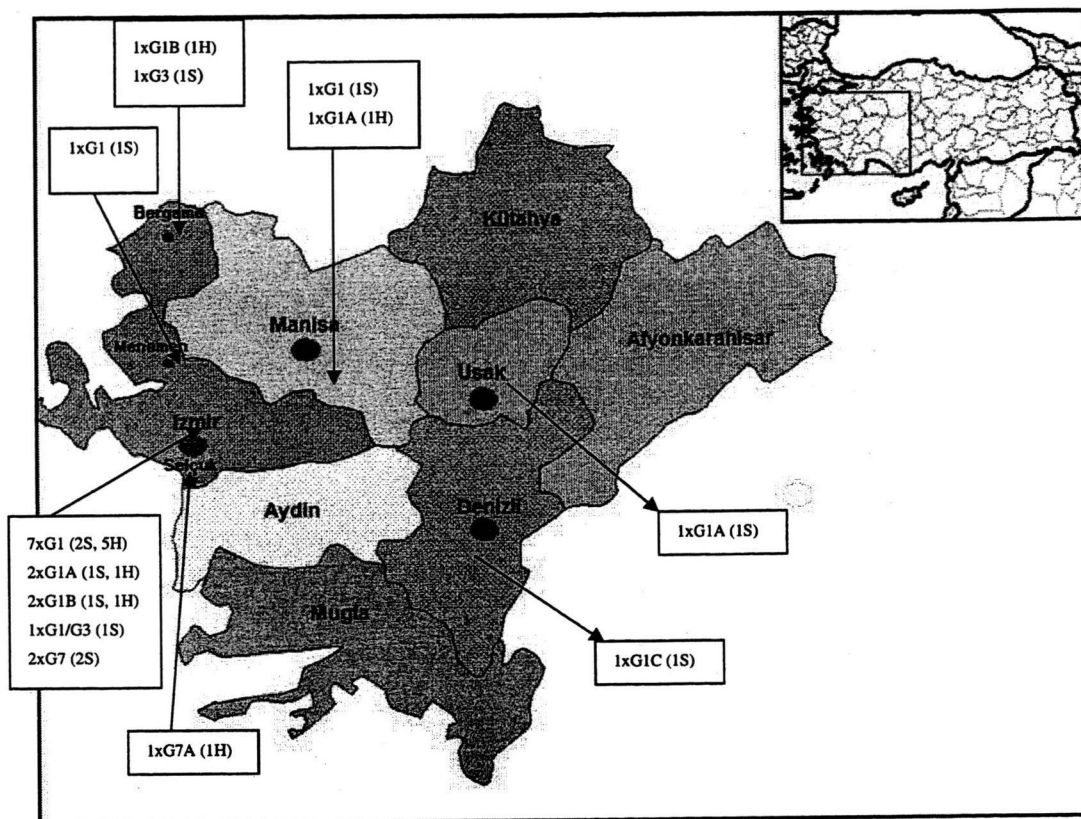 1xG1B (1H)
1xG3 (1S)
1xG1 (1S)
1xG1A (1H)
1xG1 (1S)
Bergama
Kütahya
Manisa
Afyonkarahisar
Menemen
Usak
Izmir
Selçuk
Aydin
Denizli
1xG1A (1S)
7xG1 (2S, 5H)
2xG1A (1S, 1H)
2xG1B (1S, 1H)
1xG1/G3 (1S)
2xG7 (2S)
Mugla
1xG1C (1S)
1xG7A (1H)